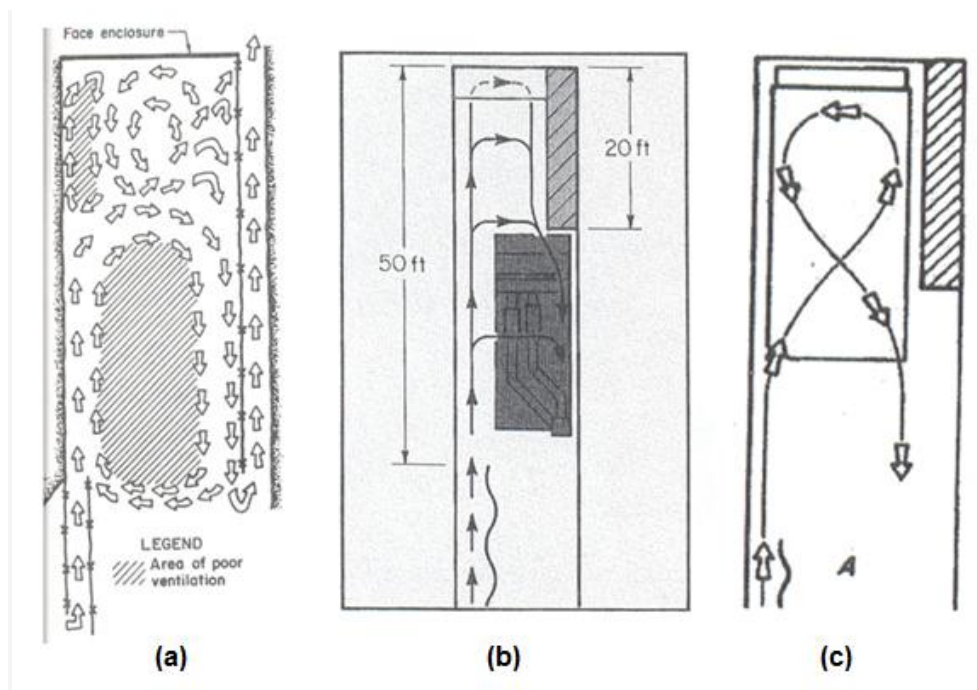 Face enclosure
LEGEND
Area of poor
ventilation
(a)
50 ft
20 ft
(b)
A
(c)